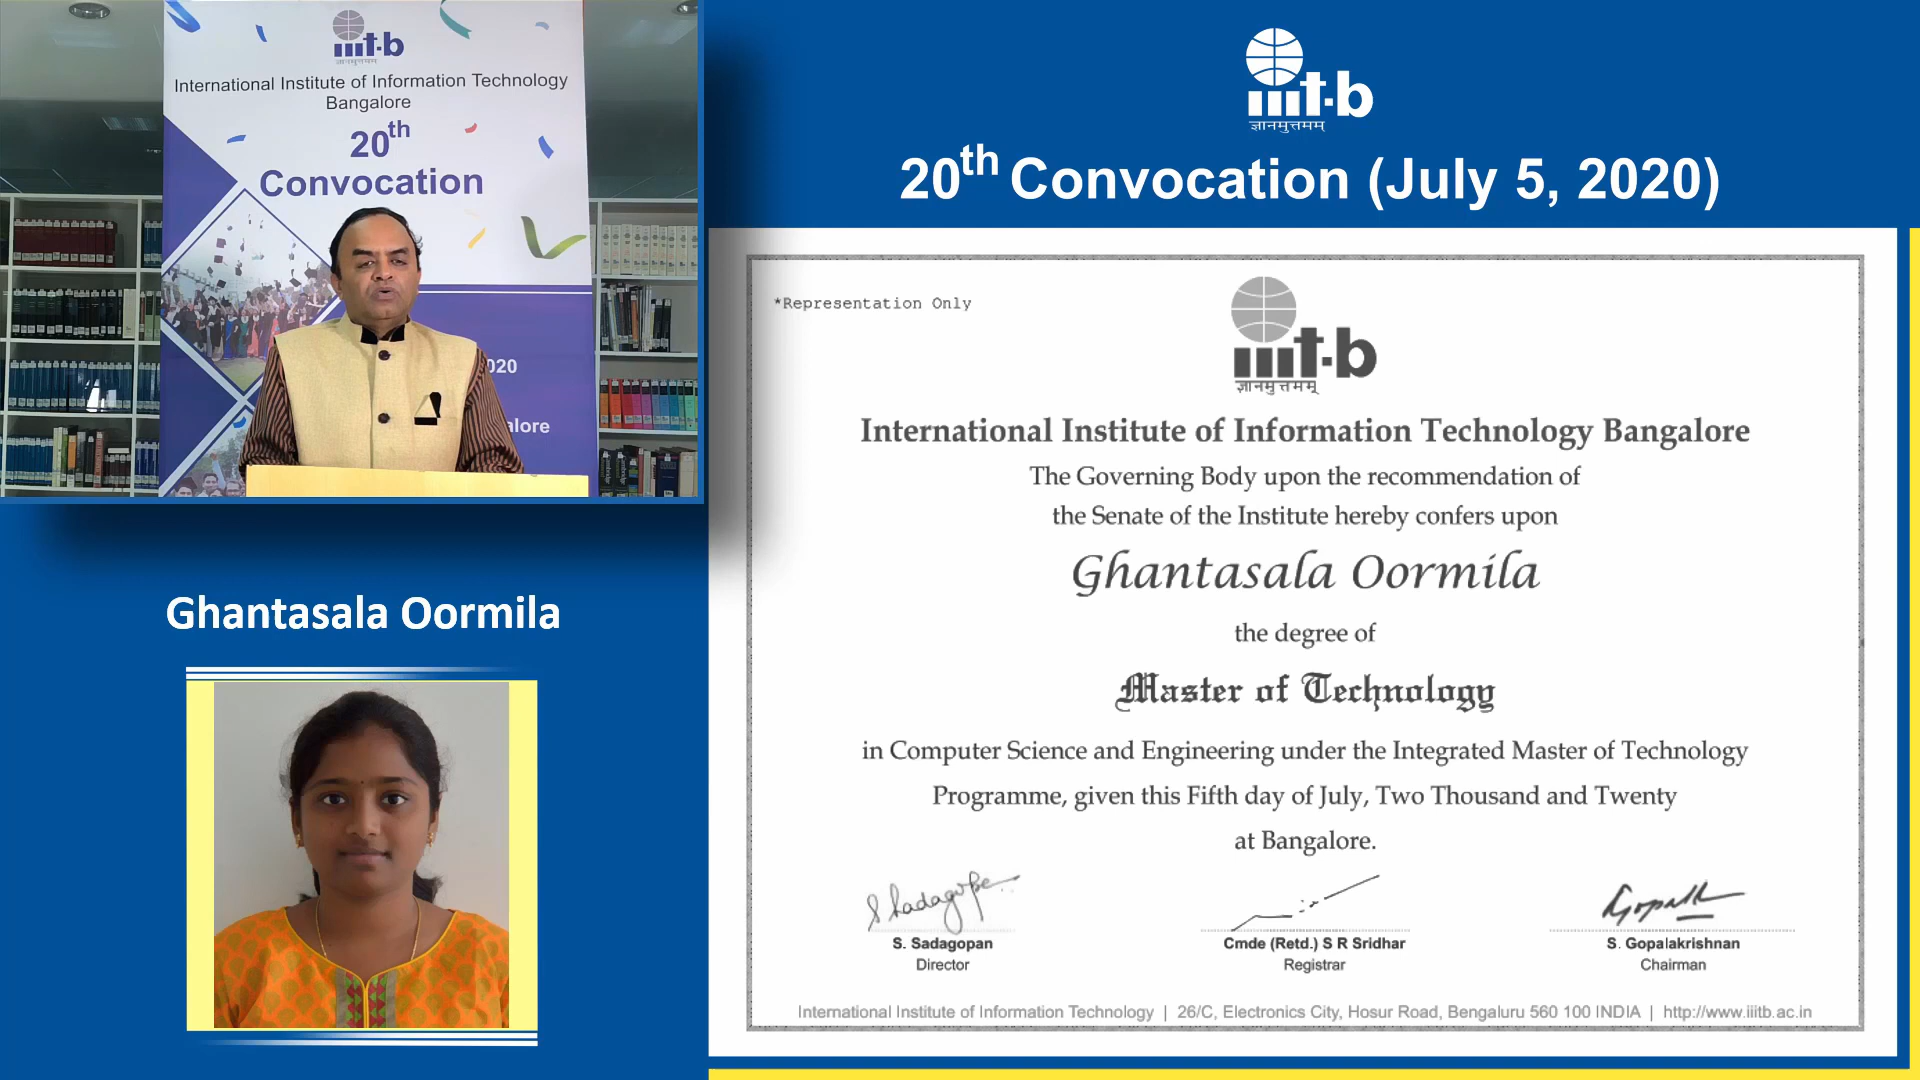 iiit-b
ज्ञानमुत्तमम्
International Institute of Information Technology
Bangalore
20th
Convocation
020
alore
iiit-b
ज्ञानमुत्तमम्
20th Convocation (July 5, 2020)
Ghantasala Oormila
*Representation Only
iiit-b
ज्ञानमुत्तमम्
International Institute of Information Technology Bangalore
The Governing Body upon the recommendation of
the Senate of the Institute hereby confers upon
Ghantasala Oormila
the degree of
Master of Technology
in Computer Science and Engineering under the Integrated Master of Technology
Programme, given this Fifth day of July, Two Thousand and Twenty
at Bangalore.
S. Sadagopan
Director
Cmde (Retd.) S R Sridhar
Registrar
S. Gopalakrishnan
Chairman
International Institute of Information Technology | 26/C, Electronics City, Hosur Road, Bengaluru 560 100 INDIA | http://www.iiitb.ac.in